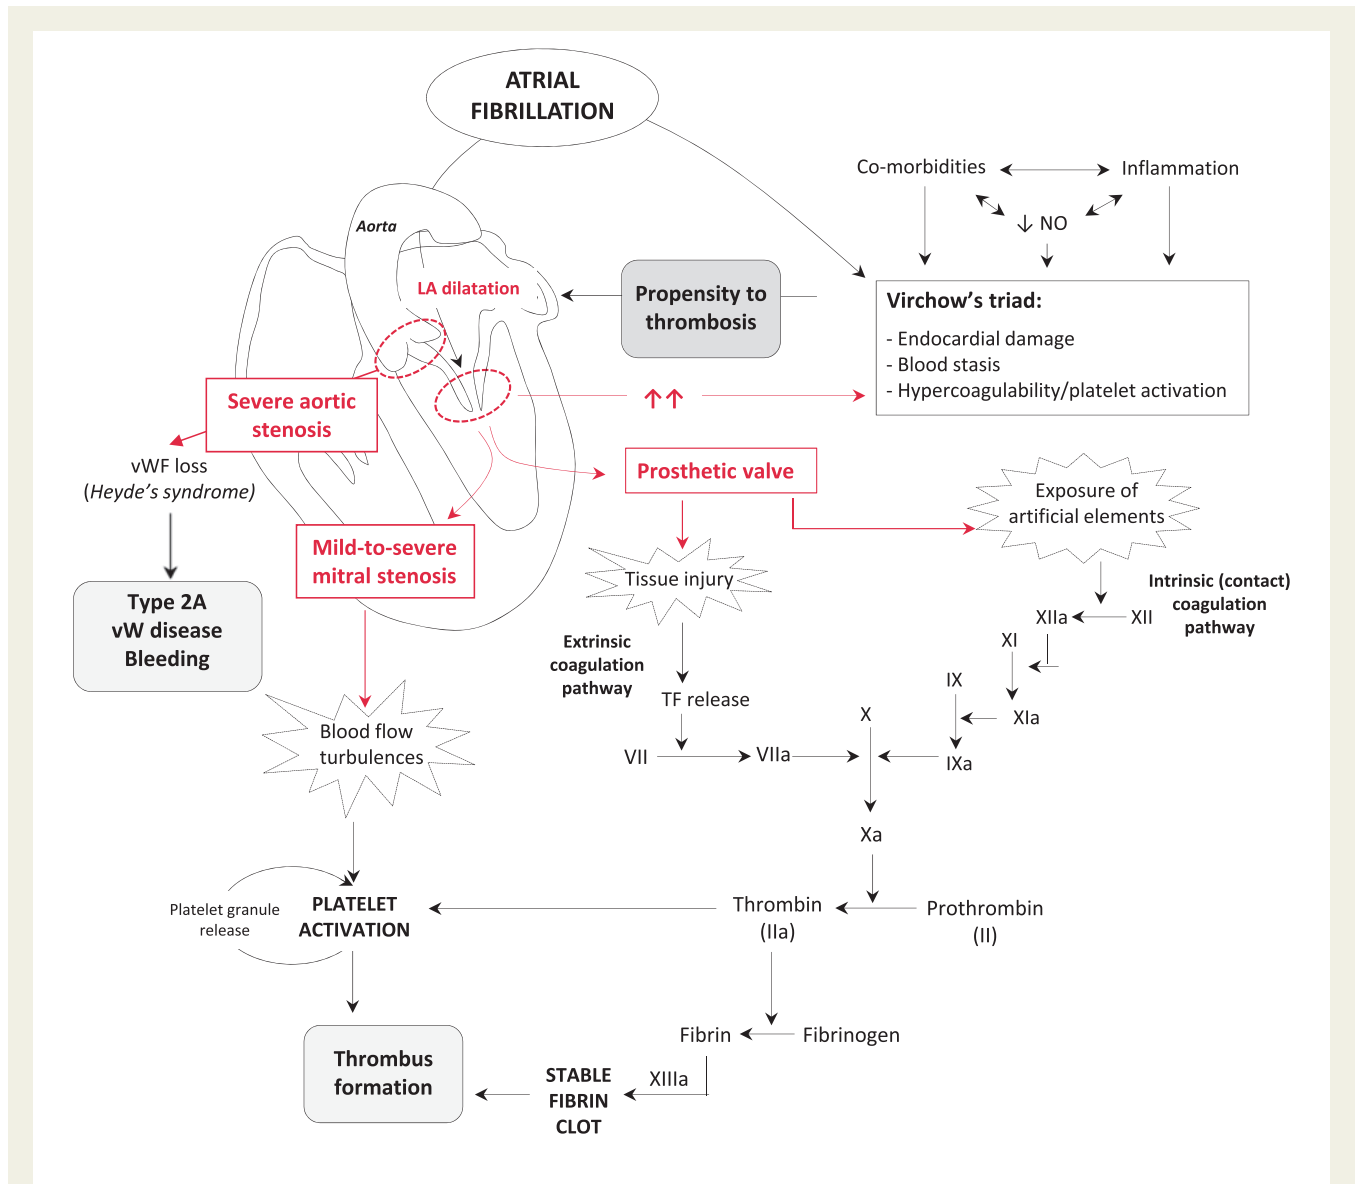 ATRIAL
FIBRILLATION
Co-morbidities
Inflammation
↓ NO
Aorta
LA dilatation
Propensity to
thrombosis
Virchow’s triad:
- Endocardial damage
- Blood stasis
- Hypercoagulability/platelet activation
↑↑
Severe aortic
stenosis
vWF loss
(Heyde’s syndrome)
Type 2A
vW disease
Bleeding
Mild-to-severe
mitral stenosis
Prosthetic valve
Exposure of
artificial elements
Tissue injury
Intrinsic (contact)
coagulation
pathway
XIIa
XII
XI
XIa
IX
IXa
Extrinsic
coagulation
pathway
TF release
VII
VIIa
X
Xa
Blood flow
turbulences
Platelet granule
release
PLATELET
ACTIVATION
Thrombin
(IIa)
Prothrombin
(II)
Fibrin
Fibrinogen
XIIIa
STABLE
FIBRIN
CLOT
Thrombus
formation